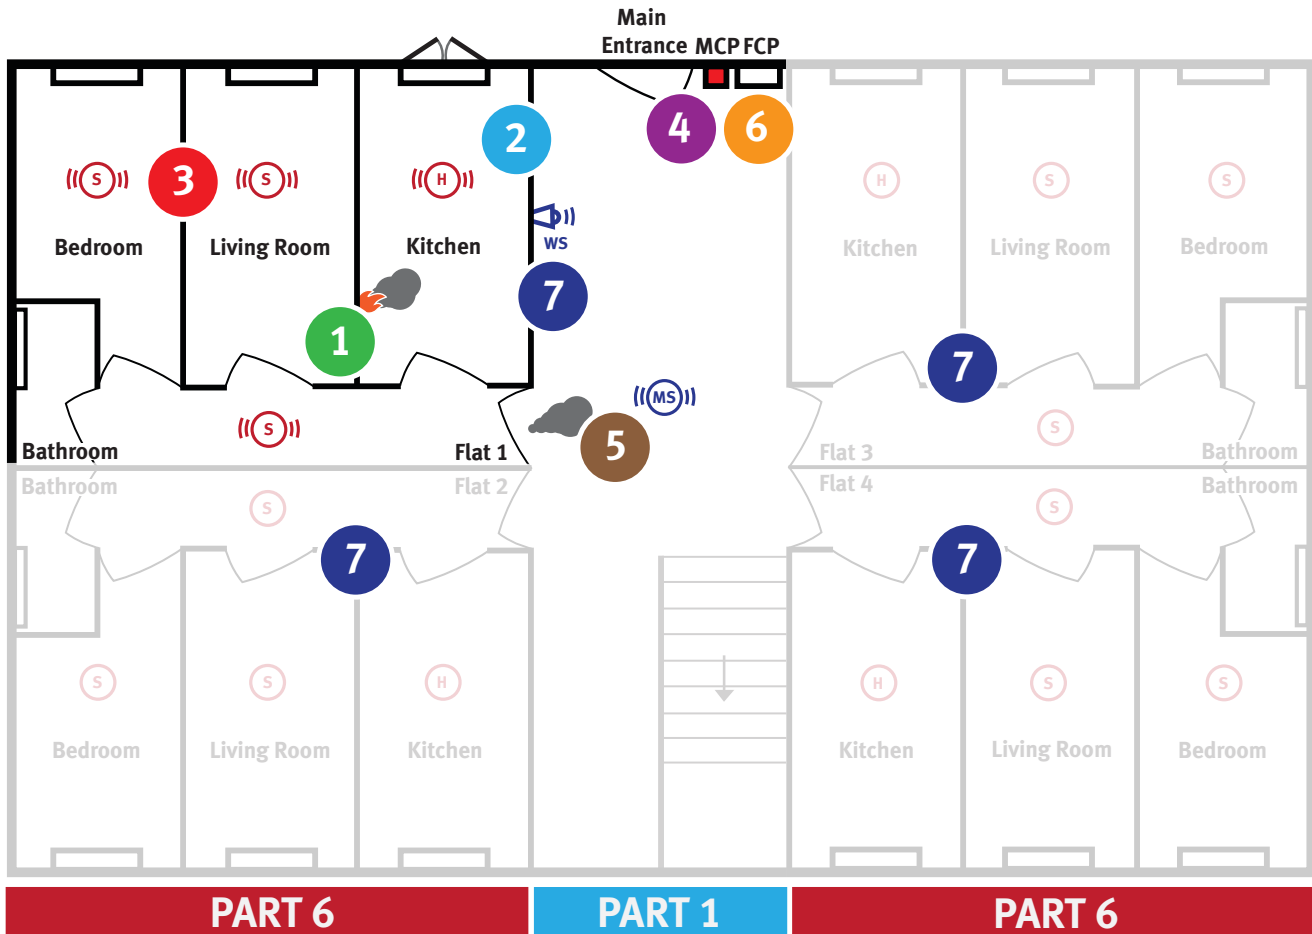 Main
Entrance MCP FCP
2
4
6
3
S
S
H
H
S
S
Bedroom
Living Room
Kitchen
WS
Kitchen
Living Room
Bedroom
7
1
7
MS
5
S
S
Bathroom
Flat 1
Flat 3
Bathroom
Bathroom
Flat 2
Flat 4
Bathroom
S
S
7
7
S
S
H
H
S
S
Bedroom
Living Room
Kitchen
Kitchen
Living Room
Bedroom
PART 6
PART 1
PART 6